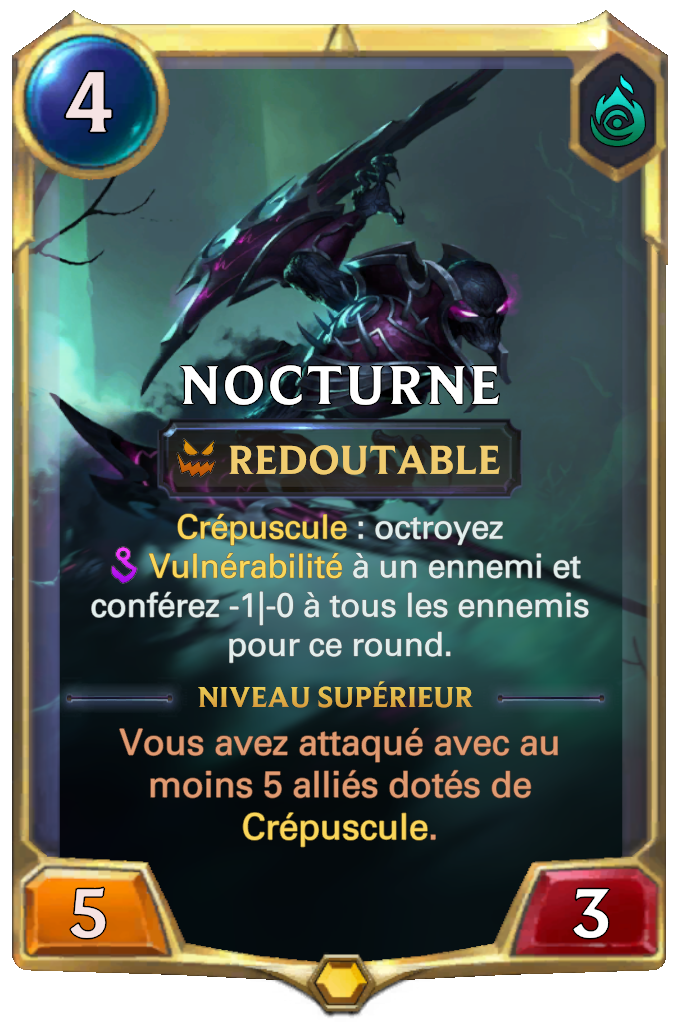 4
NOCTURNE
REDOUTABLE
Crépuscule : octroyez
Vulnérabilité à un ennemi et
conférez -1|-0 à tous les ennemis
pour ce round.
NIVEAU SUPÉRIEUR
Vous avez attaqué avec au
moins 5 alliés dotés de
Crépuscule.
5
3